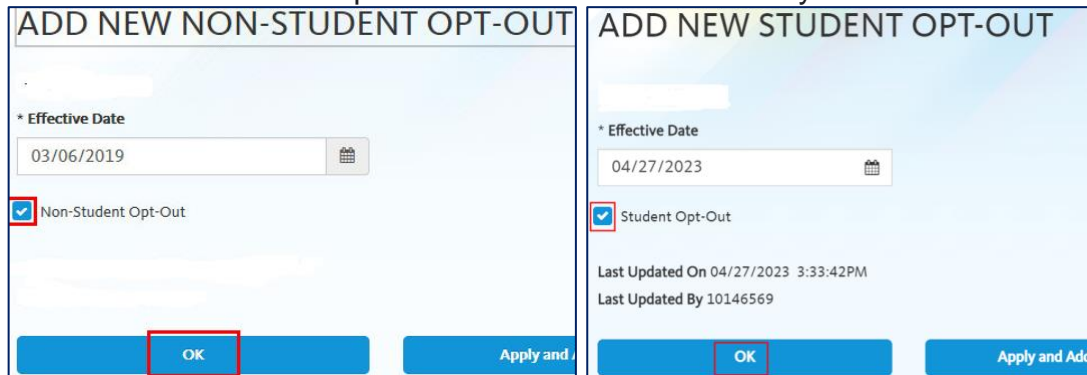 ADD NEW NON-STUDENT OPT-OUT
* Effective Date
03/06/2019
Non-Student Opt-Out
OK
Apply and
ADD NEW STUDENT OPT-OUT
* Effective Date
04/27/2023
Student Opt-Out
Last Updated On 04/27/2023 3:33:42PM
Last Updated By 10146569
OK
Apply and Add